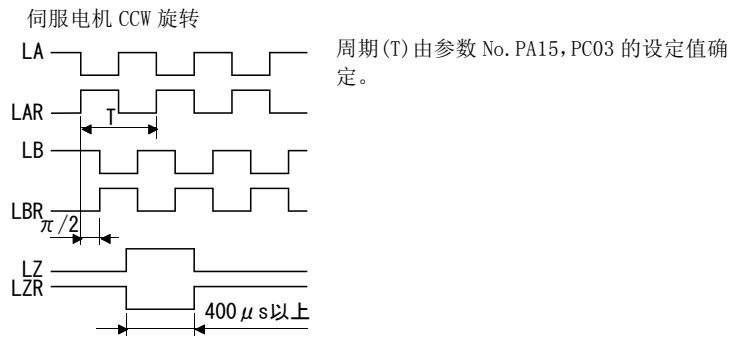 伺服电机 CCW 旋转
LA
周期(T)由参数 No.PA15,PC03 的设定值确
定。
LAR
T
LB
LBR
π/2
LZ
LZR
400μs以上